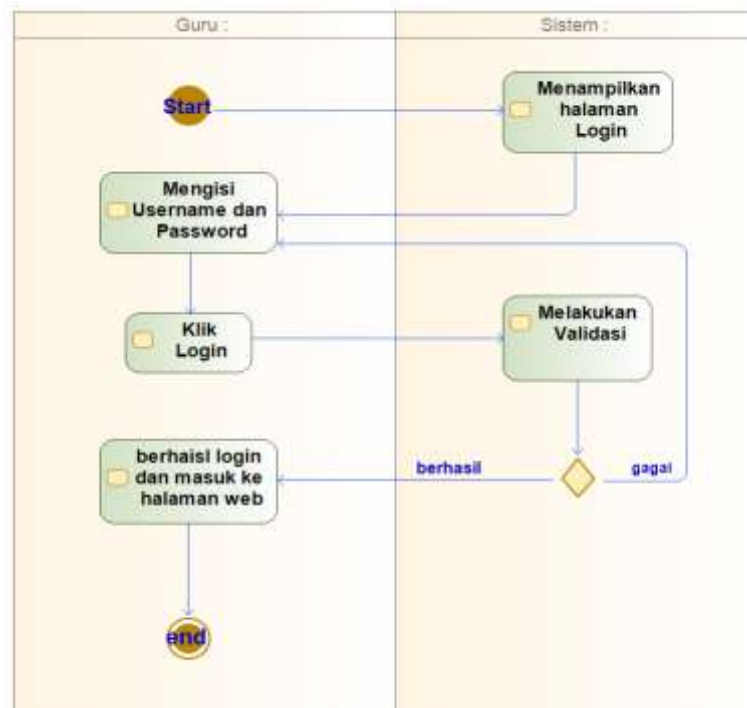 Guru :
Sistem :
Start
Menampilkan
halaman
Login
Mengisi
Username dan
Password
Klik
Login
Melakukan
Validasi
berhaisl login
dan masuk ke
halaman web
berhasil
gagal
end